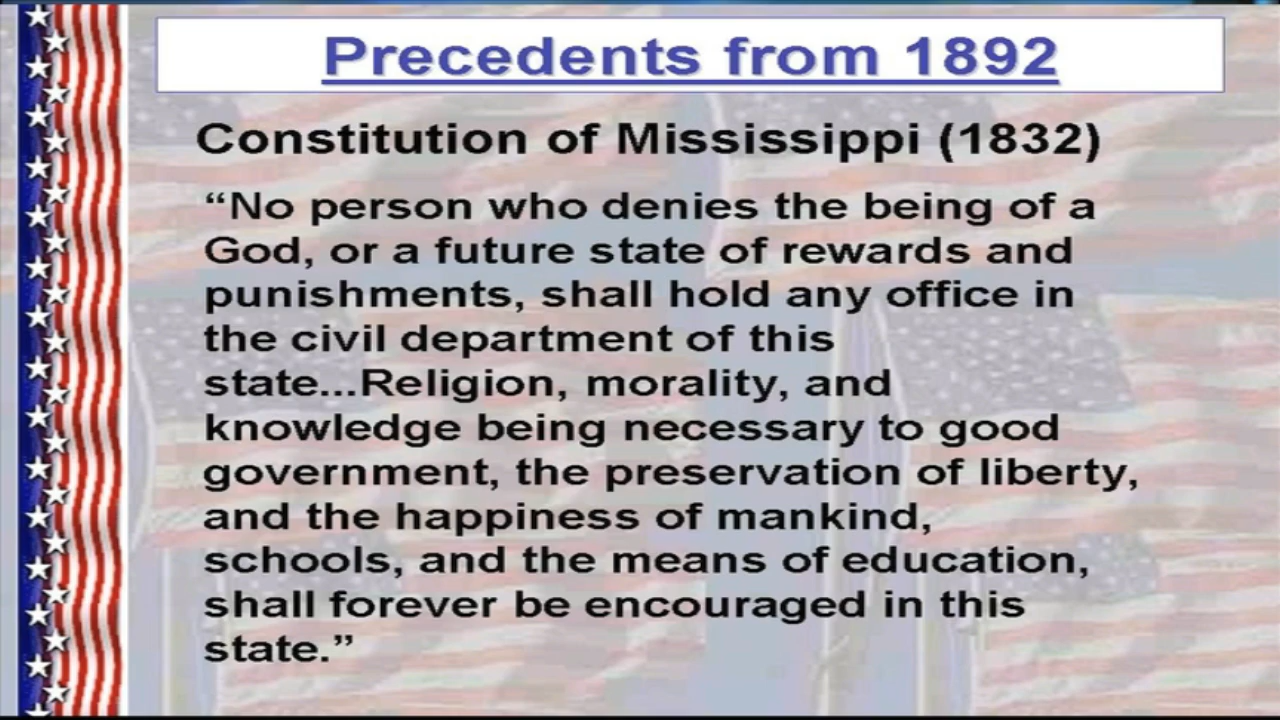 Precedents from 1892
Constitution of Mississippi (1832)
“No person who denies the being of a
God, or a future state of rewards and
punishments, shall hold any office in
the civil department of this
state...Religion, morality, and
knowledge being necessary to good
government, the preservation of liberty,
and the happiness of mankind,
schools, and the means of education,
shall forever be encouraged in this
state.”